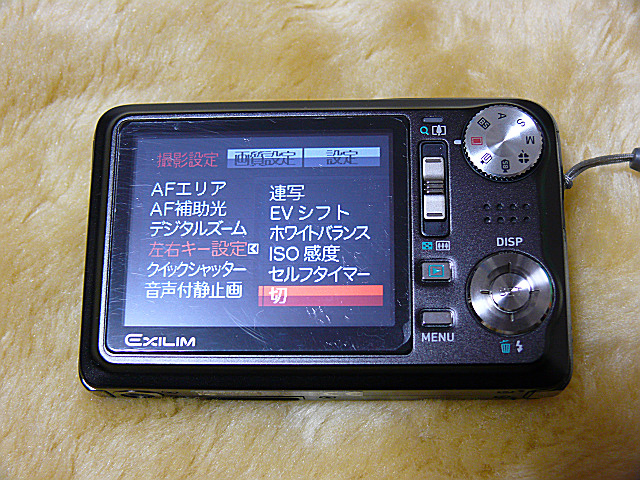 撮影設定 画質設定 設定
AFエリア
AF補助光
デジタルズーム
左右キー設定
クイックシャッター
音声付静止画
連写
EVシフト
ホワイトバランス
ISO感度
セルフタイマー
切
EXILIM
A
S
M
DISP
MENU